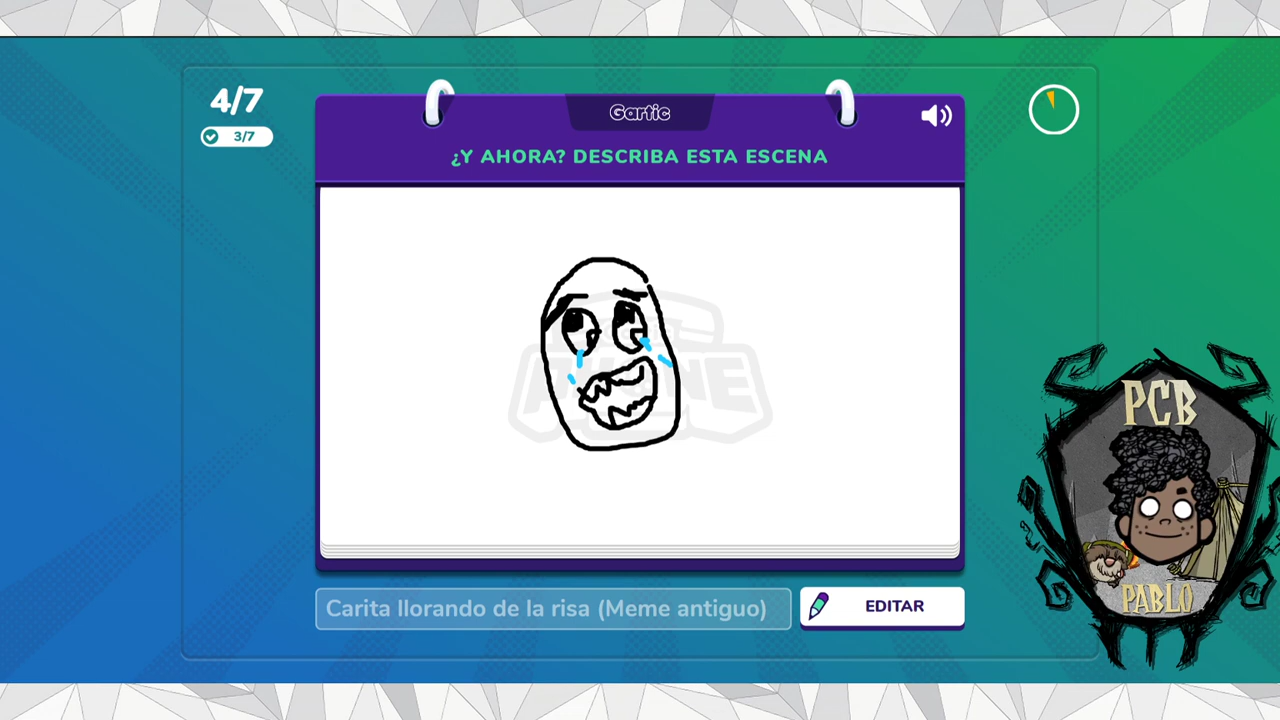 4/7
3/7
Gartic
¿Y AHORA? DESCRIBA ESTA ESCENA
PHONE
Carita llorando de la risa (Meme antiguo)
EDITAR
PCB
PABLO